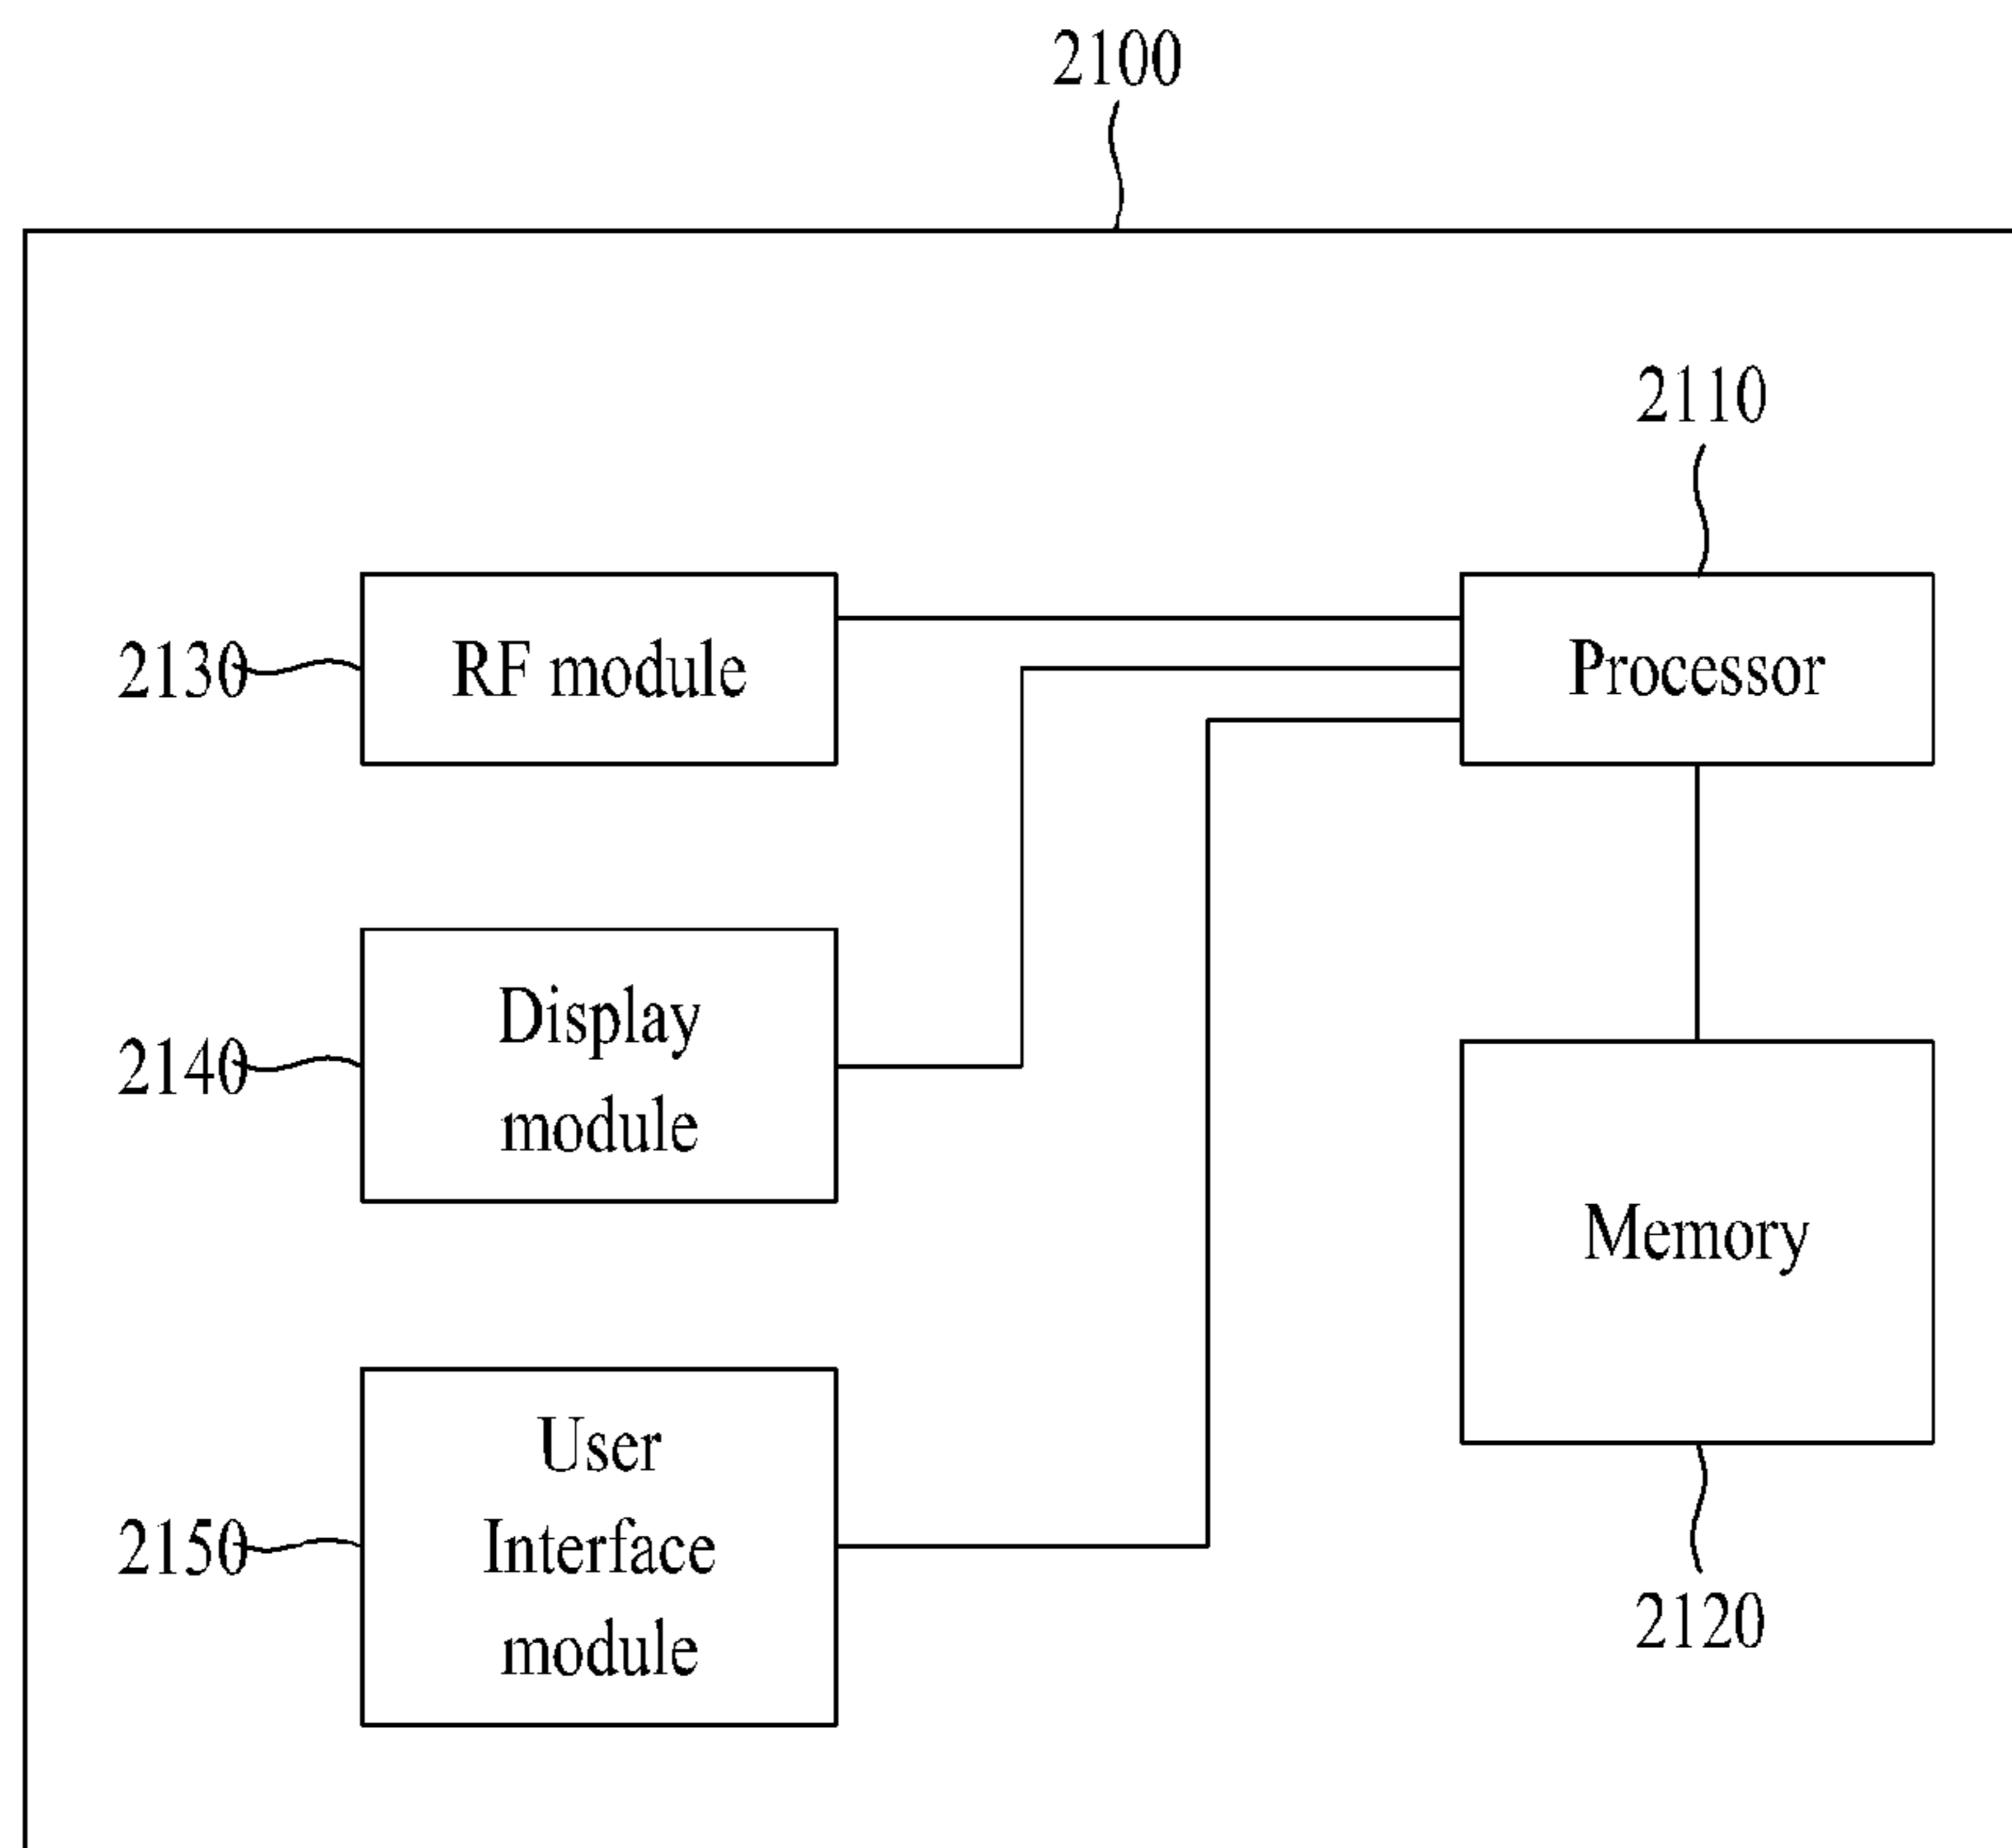 2100
2110
2130
RF module
Processor
2140
Display
module
Memory
2150
User
Interface
module
2120